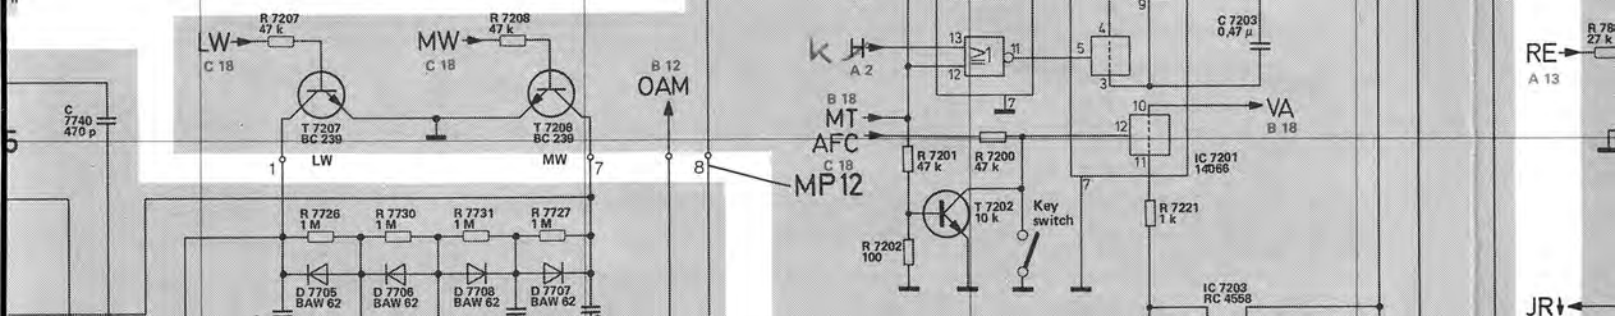 R 7207
47 k
LW
C 18
R 7208
47 k
MW
C 18
B 12
OAM
C
7740
470 p
5
T 7207
BC 239
T 7208
BC 239
1
LW
MW
7
8
MP12
R 7726
1 M
R 7730
1 M
R 7731
1 M
R 7727
1 M
D 7705
BAW 62
D 7706
BAW 62
D 7708
BAW 62
D 7707
BAW 62
K H
A 2
13
12
≥1
11
7
9
4
5
3
C 7203
0,47 µ
B 18
MT
AFC
C 18
10
VA
B 18
12
11
IC 7201
14066
R 7201
47 k
R 7200
47 k
7
T 7202
10 k
Key
switch
R 7202
100
R 7221
1 k
IC 7203
RC 4558
RE
A 13
R 78
27 k
JR